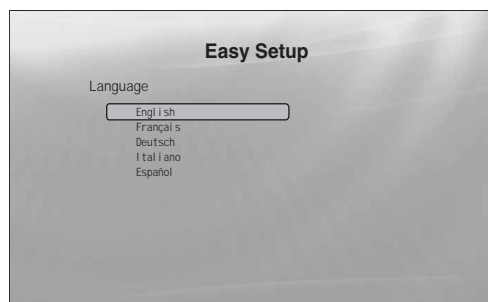 Easy Setup
Language
English
Français
Deutsch
Italiano
Español